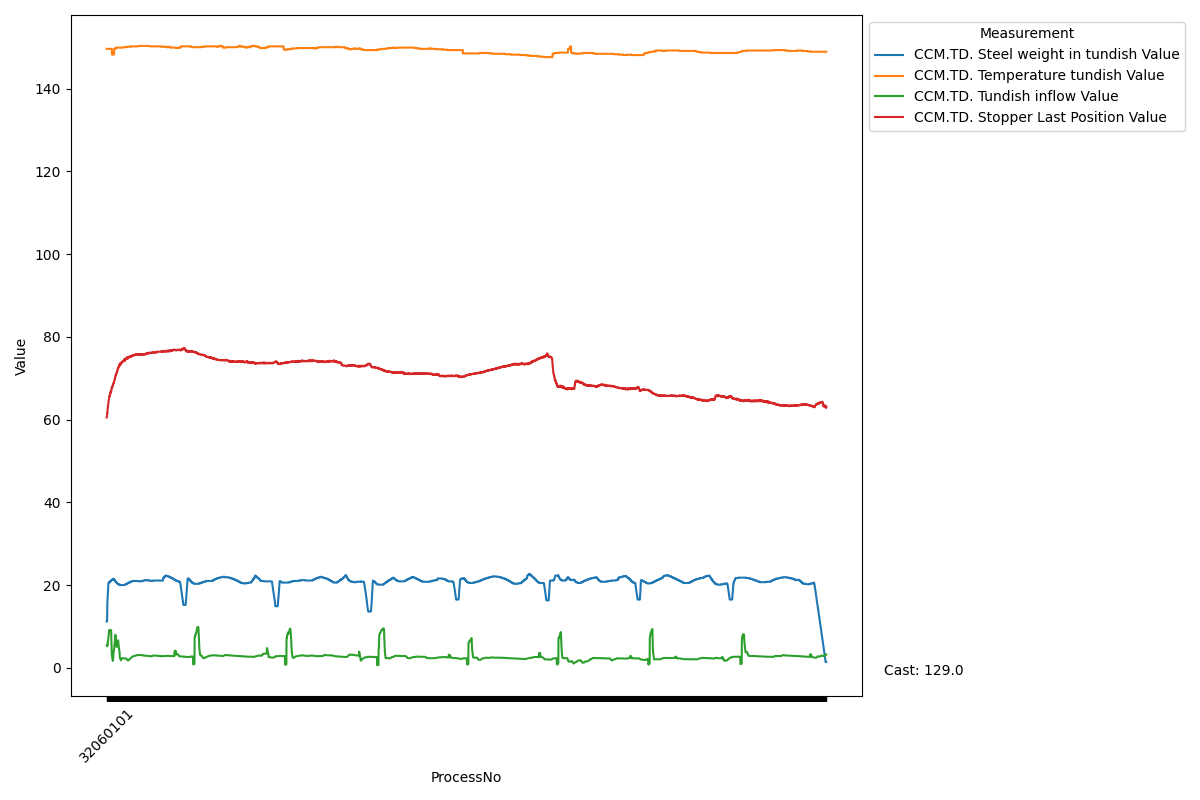 Measurement
CCM.TD. Steel weight in tundish Value
CCM.TD. Temperature tundish Value
CCM.TD. Tundish inflow Value
CCM.TD. Stopper Last Position Value
Value
140
120
100
80
60
40
20
0
Cast: 129.0
32060101
ProcessNo